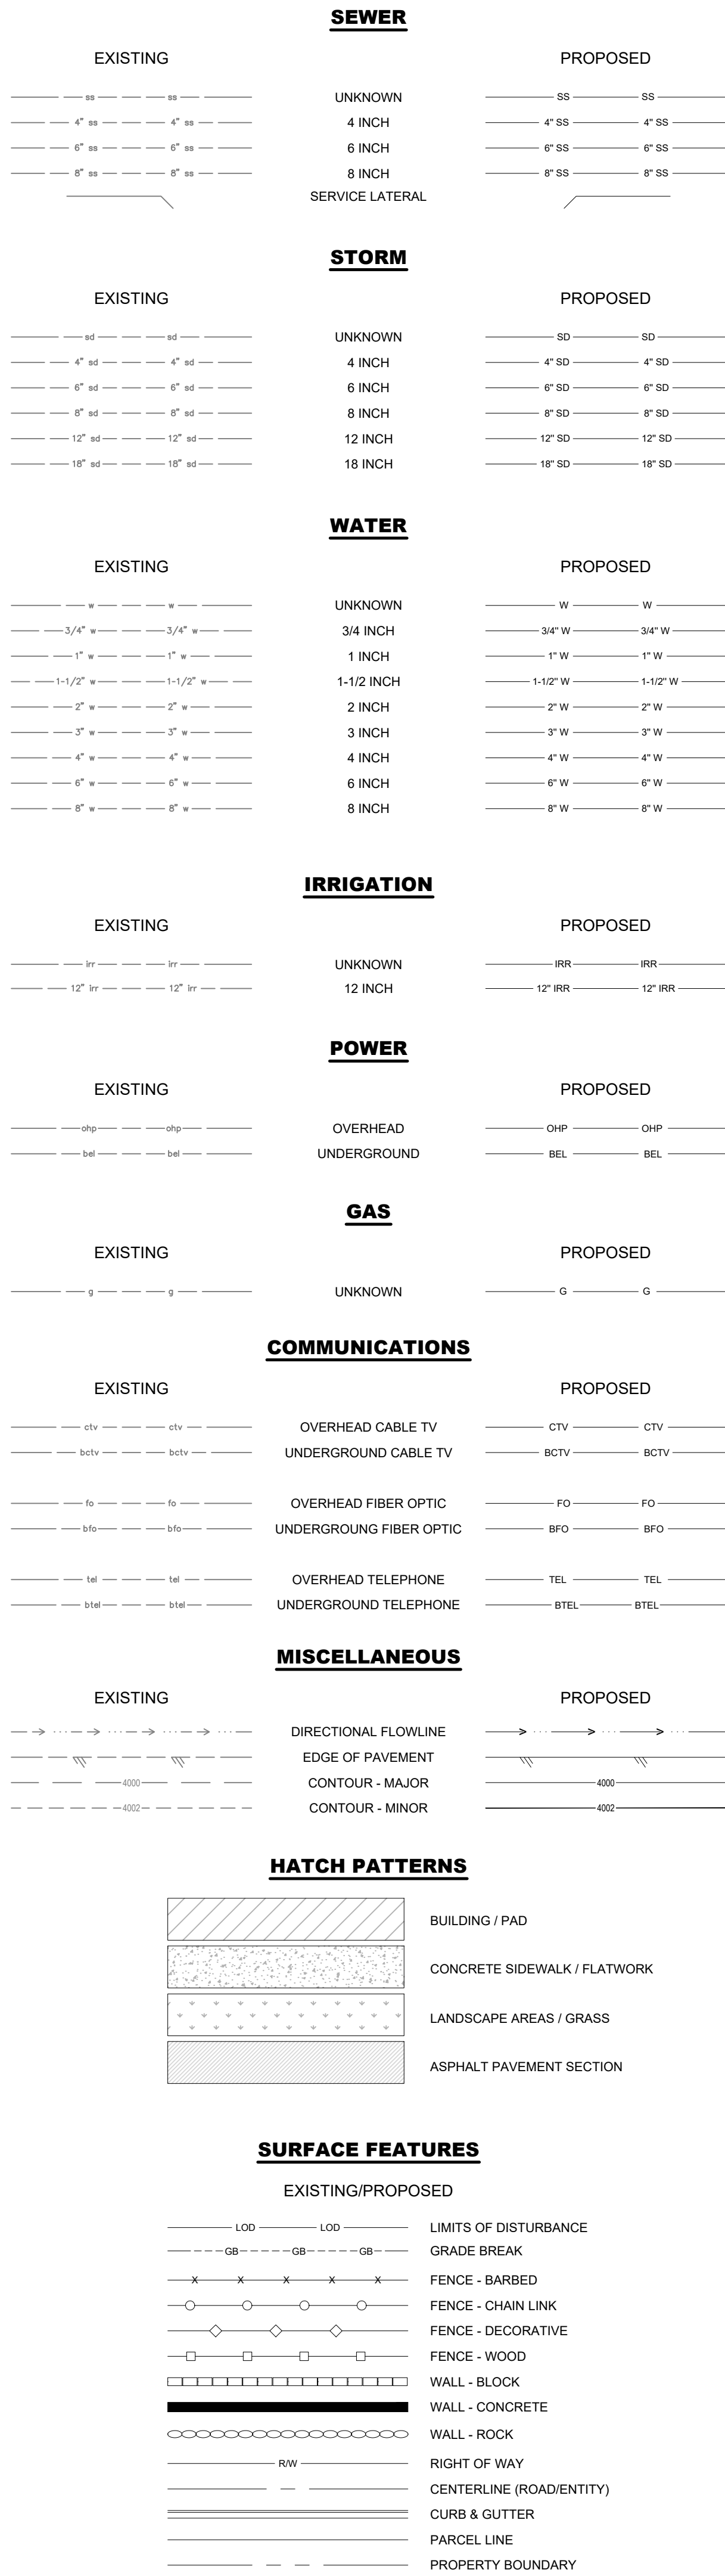 SEWER
EXISTING PROPOSED
ss ss UNKNOWN SS SS
4" ss 4" ss 4 INCH 4" SS 4" SS
6" ss 6" ss 6 INCH 6" SS 6" SS
8" ss 8" ss 8 INCH 8" SS 8" SS
SERVICE LATERAL
STORM
EXISTING PROPOSED
sd sd UNKNOWN SD SD
4" sd 4" sd 4 INCH 4" SD 4" SD
6" sd 6" sd 6 INCH 6" SD 6" SD
8" sd 8" sd 8 INCH 8" SD 8" SD
12" sd 12" sd 12 INCH 12" SD 12" SD
18" sd 18" sd 18 INCH 18" SD 18" SD
WATER
EXISTING PROPOSED
w w UNKNOWN W W
3/4" w 3/4" w 3/4 INCH 3/4" W 3/4" W
1" w 1" w 1 INCH 1" W 1" W
1-1/2" w 1-1/2" w 1-1/2 INCH 1-1/2" W 1-1/2" W
2" w 2" w 2 INCH 2" W 2" W
3" w 3" w 3 INCH 3" W 3" W
4" w 4" w 4 INCH 4" W 4" W
6" w 6" w 6 INCH 6" W 6" W
8" w 8" w 8 INCH 8" W 8" W
IRRIGATION
EXISTING PROPOSED
irr irr UNKNOWN IRR IRR
12" irr 12" irr 12 INCH 12" IRR 12" IRR
POWER
EXISTING PROPOSED
ohp ohp OVERHEAD OHP OHP
bel bel UNDERGROUND BEL BEL
GAS
EXISTING PROPOSED
g g UNKNOWN G G
COMMUNICATIONS
EXISTING PROPOSED
ctv ctv OVERHEAD CABLE TV CTV CTV
bctv bctv UNDERGROUND CABLE TV BCTV BCTV
fo fo OVERHEAD FIBER OPTIC FO FO
bfo bfo UNDERGROUNG FIBER OPTIC BFO BFO
tel tel OVERHEAD TELEPHONE TEL TEL
btel btel UNDERGROUND TELEPHONE BTEL BTEL
MISCELLANEOUS
EXISTING PROPOSED
DIRECTIONAL FLOWLINE
EDGE OF PAVEMENT
4000 CONTOUR - MAJOR 4000
4002 CONTOUR - MINOR 4002
HATCH PATTERNS
BUILDING / PAD
CONCRETE SIDEWALK / FLATWORK
LANDSCAPE AREAS / GRASS
ASPHALT PAVEMENT SECTION
SURFACE FEATURES
EXISTING/PROPOSED
LOD LOD LIMITS OF DISTURBANCE
GB GB GB GRADE BREAK
X X X X X FENCE - BARBED
FENCE - CHAIN LINK
FENCE - DECORATIVE
FENCE - WOOD
WALL - BLOCK
WALL - CONCRETE
WALL - ROCK
R/W RIGHT OF WAY
CENTERLINE (ROAD/ENTITY)
CURB & GUTTER
PARCEL LINE
PROPERTY BOUNDARY